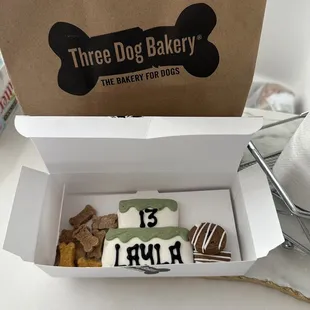 Three Dog Bakery®
THE BAKERY FOR DOGS
13
LAYLA